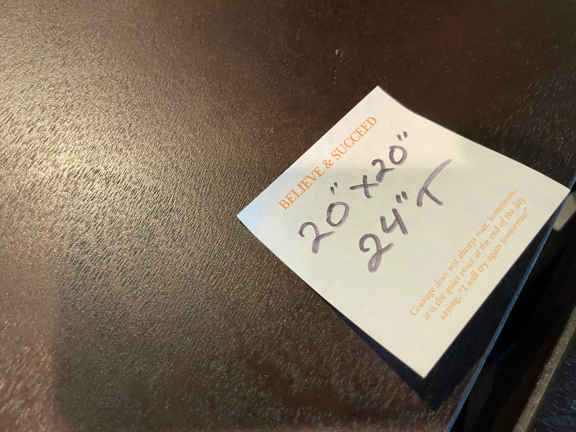 BELIEVE & SUCCEED
20" x 20"
24" T
Courage does not always roar. Sometimes,
it is the quiet voice at the end of the day
saying, "I will try again tomorrow."